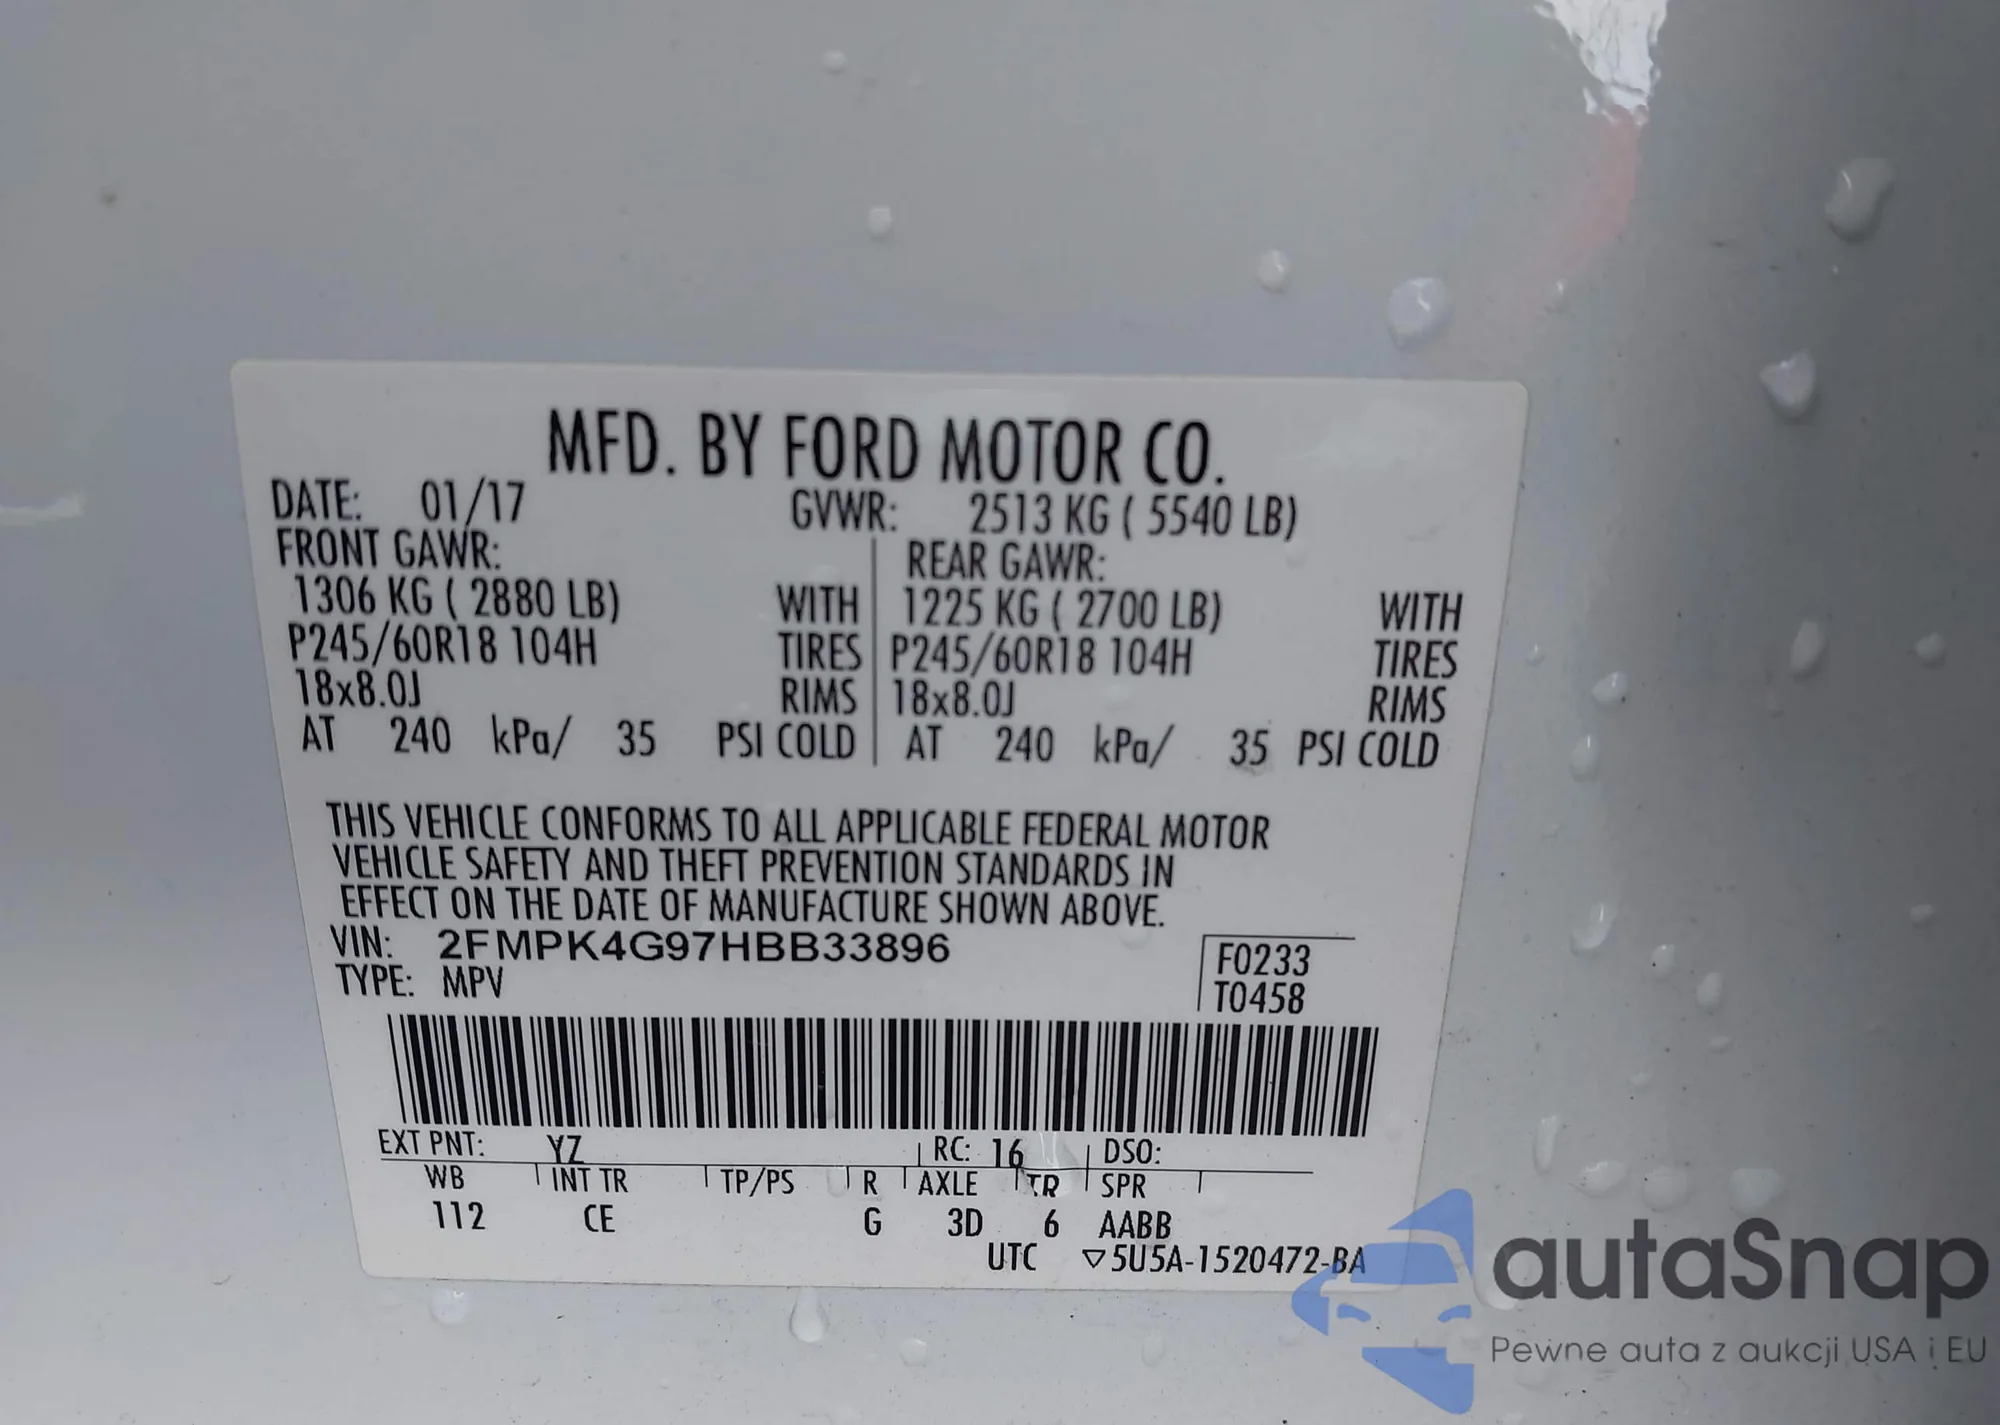 MFD. BY FORD MOTOR CO.
DATE: 01/17 GVWR: 2513 KG ( 5540 LB)
FRONT GAWR: REAR GAWR:
1306 KG ( 2880 LB) WITH 1225 KG ( 2700 LB) WITH
P245/60R18 104H TIRES P245/60R18 104H TIRES
18x8.0J RIMS 18x8.0J RIMS
AT 240 kPa/ 35 PSI COLD AT 240 kPa/ 35 PSI COLD
THIS VEHICLE CONFORMS TO ALL APPLICABLE FEDERAL MOTOR
VEHICLE SAFETY AND THEFT PREVENTION STANDARDS IN
EFFECT ON THE DATE OF MANUFACTURE SHOWN ABOVE.
VIN: 2FMPK4G97HBB33896 F0233
TYPE: MPV T0458
EXT PNT: YZ RC: 16 DSO:
WB INT TR TP/PS R AXLE TR SPR
112 CE G 3D 6 AABB
UTC ▽5U5A-1520472-BA
autaSnap
Pewne auta z aukcji USA i EU